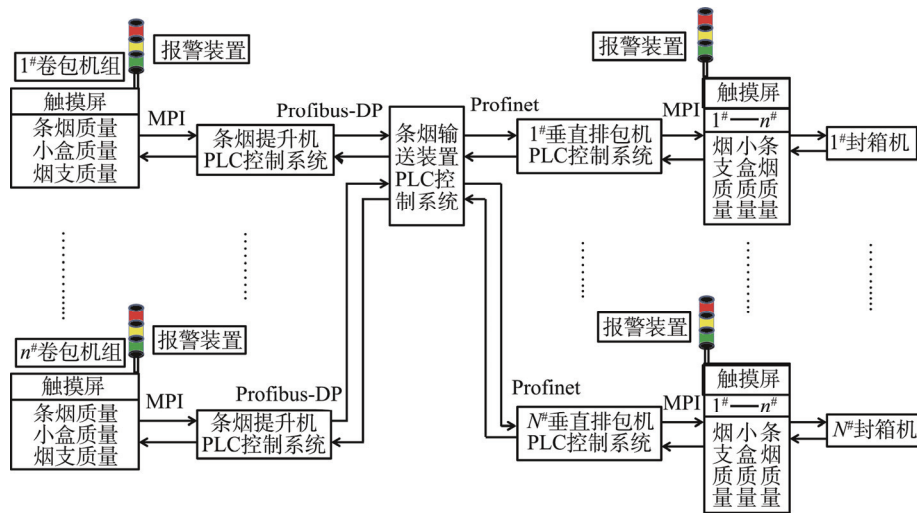 1#卷包机组
报警装置
触摸屏
条烟质量
小盒质量
烟支质量
MPI
条烟提升机
PLC控制系统
Profibus-DP
条烟输
送装置
PLC控
制系统
Profinet
1#垂直排包机
PLC控制系统
MPI
报警装置
触摸屏
1#—n#
烟支质量
小盒质量
条烟质量
1#封箱机
n#卷包机组
报警装置
触摸屏
条烟质量
小盒质量
烟支质量
MPI
条烟提升机
PLC控制系统
Profibus-DP
Profinet
N#垂直排包机
PLC控制系统
MPI
报警装置
触摸屏
1#—n#
烟支质量
小盒质量
条烟质量
N#封箱机